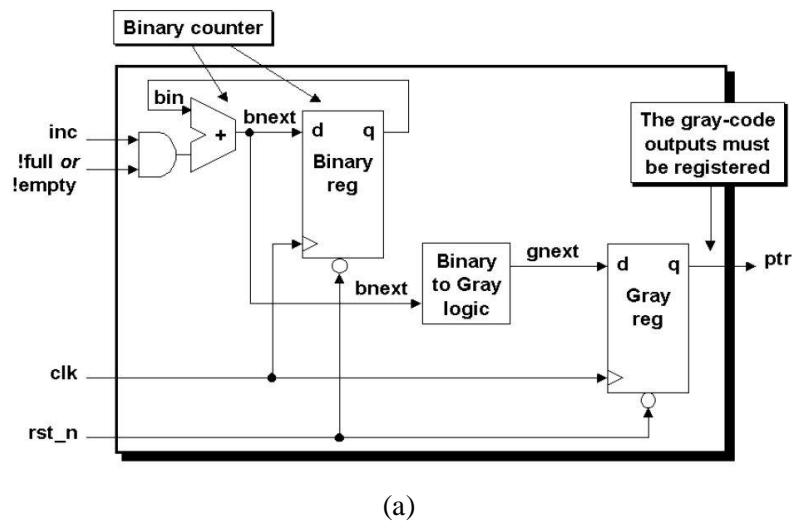 Binary counter
bin
bnext
inc
!full or
!empty
+
d q
Binary
reg
The gray-code
outputs must
be registered
bnext
Binary
to Gray
logic
gnext
d q
Gray
reg
ptr
clk
rst_n
(a)